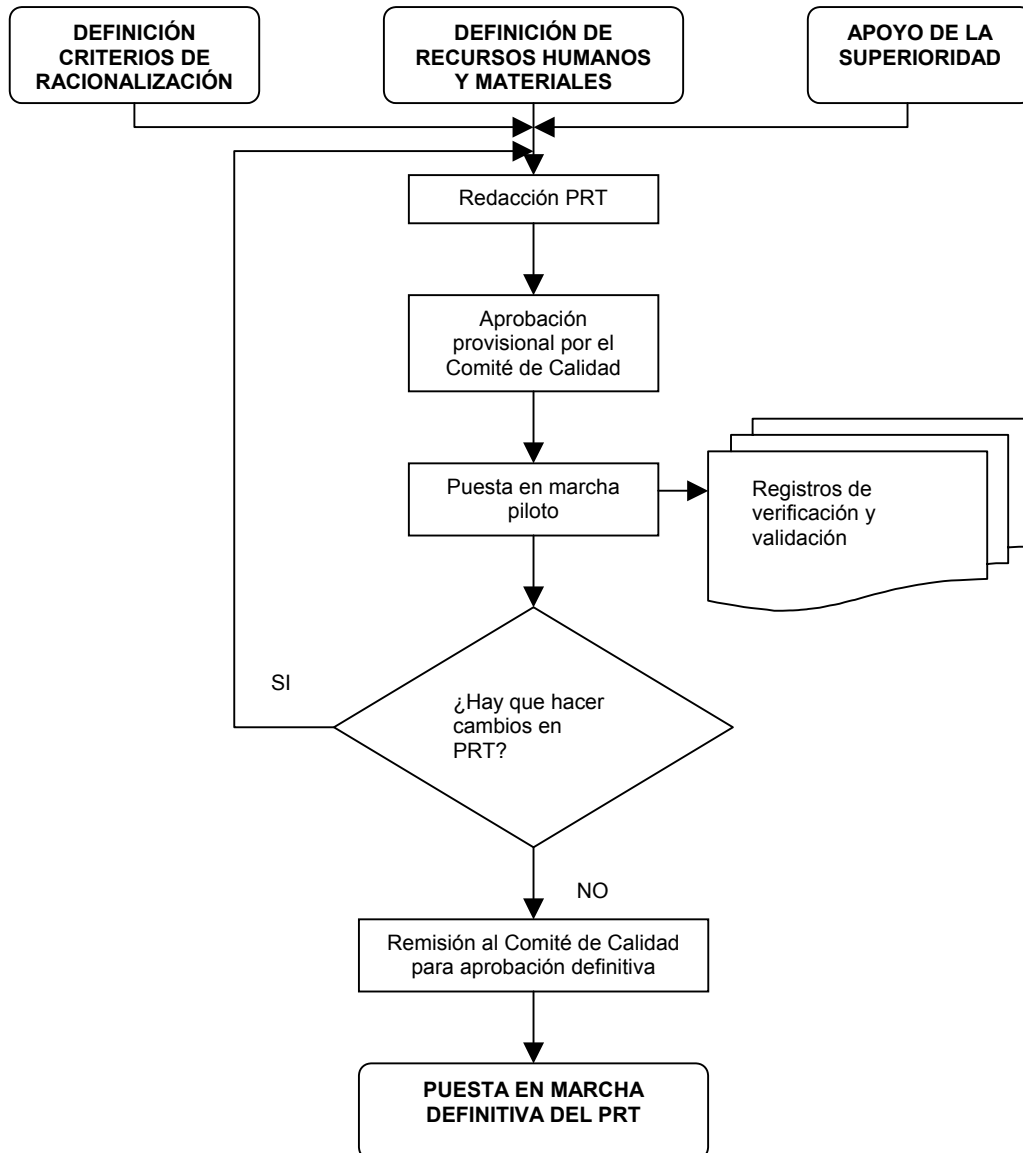 DEFINICIÓN
CRITERIOS DE
RACIONALIZACIÓN
DEFINICIÓN DE
RECURSOS HUMANOS
Y MATERIALES
APOYO DE LA
SUPERIORIDAD
Redacción PRT
Aprobación
provisional por el
Comité de Calidad
Puesta en marcha
piloto
Registros de
verificación y
validación
SI
¿Hay que hacer
cambios en
PRT?
NO
Remisión al Comité de Calidad
para aprobación definitiva
PUESTA EN MARCHA
DEFINITIVA DEL PRT